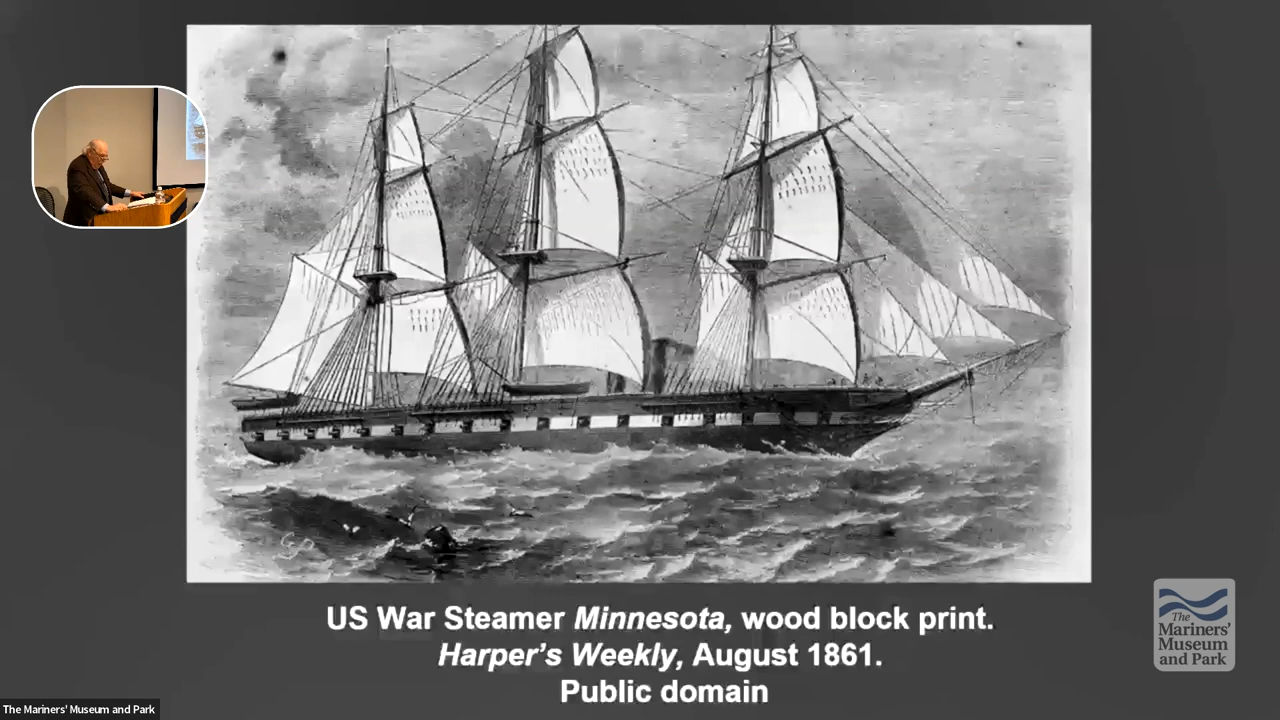 US War Steamer Minnesota, wood block print.
Harper's Weekly, August 1861.
Public domain
The
Mariners'
Museum
and Park
The Mariners' Museum and Park